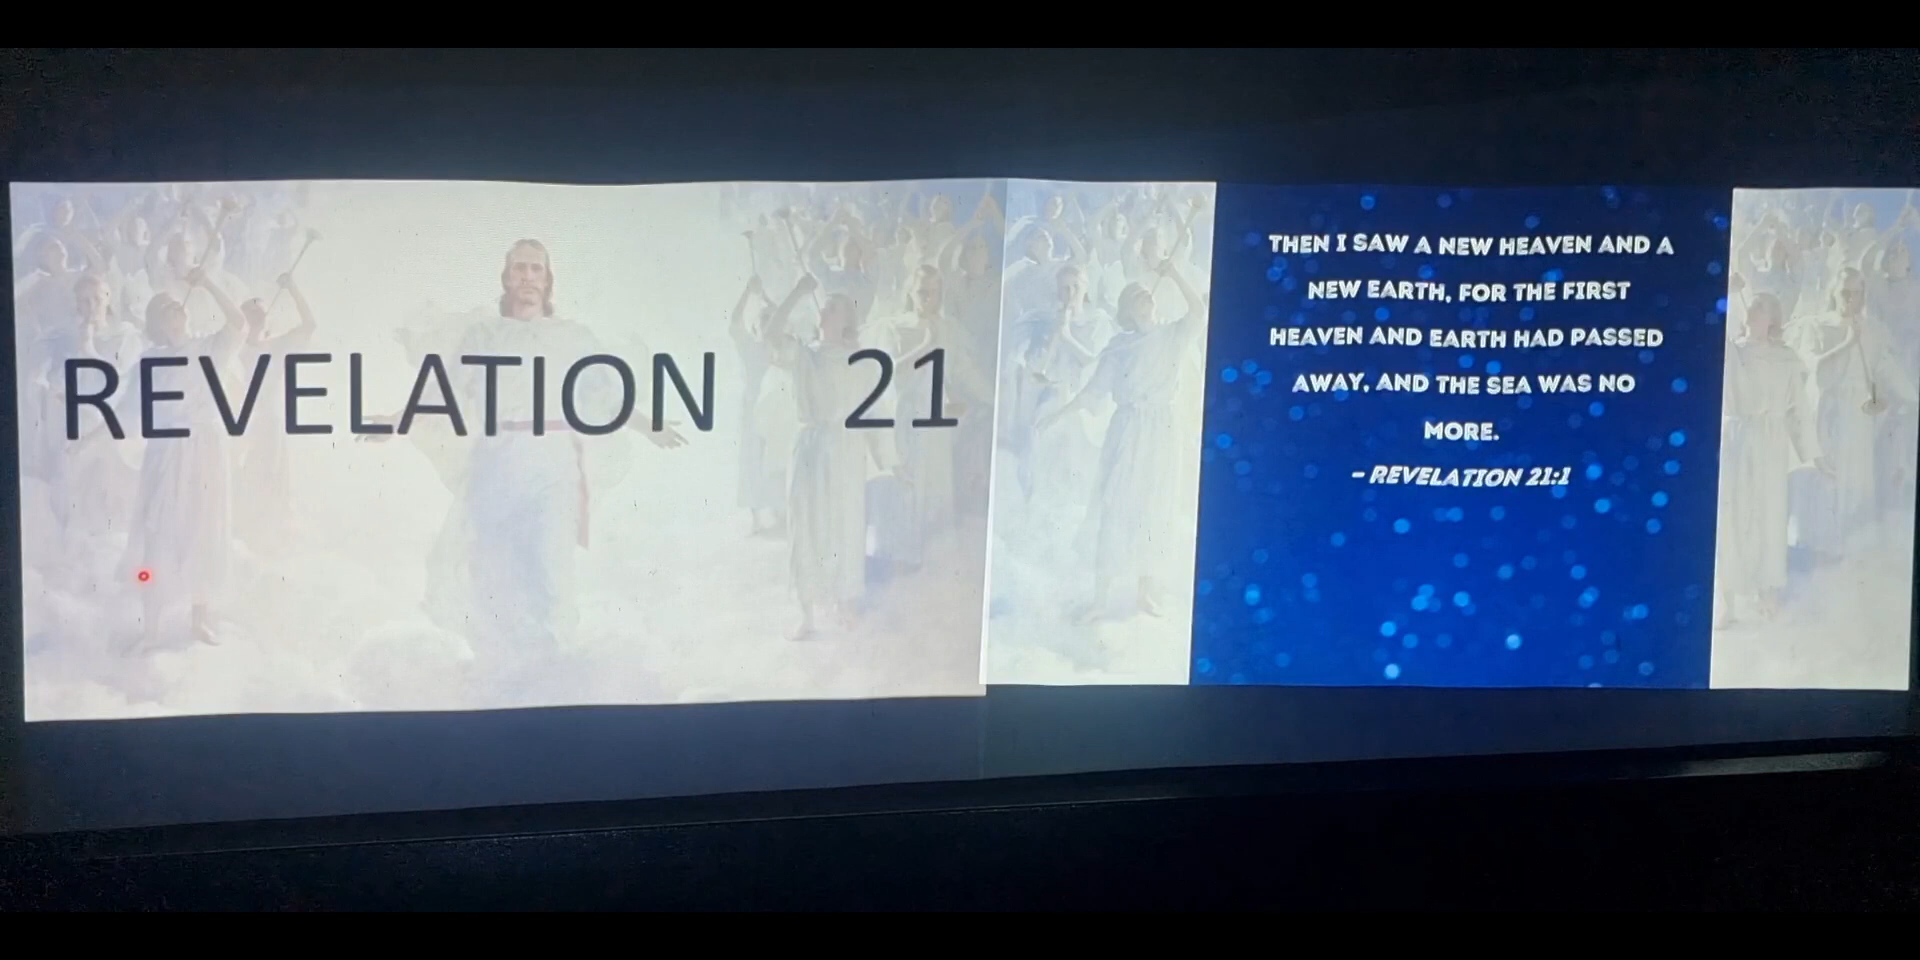 REVELATION 21
THEN I SAW A NEW HEAVEN AND A
NEW EARTH, FOR THE FIRST
HEAVEN AND EARTH HAD PASSED
AWAY, AND THE SEA WAS NO
MORE.
– REVELATION 21:1